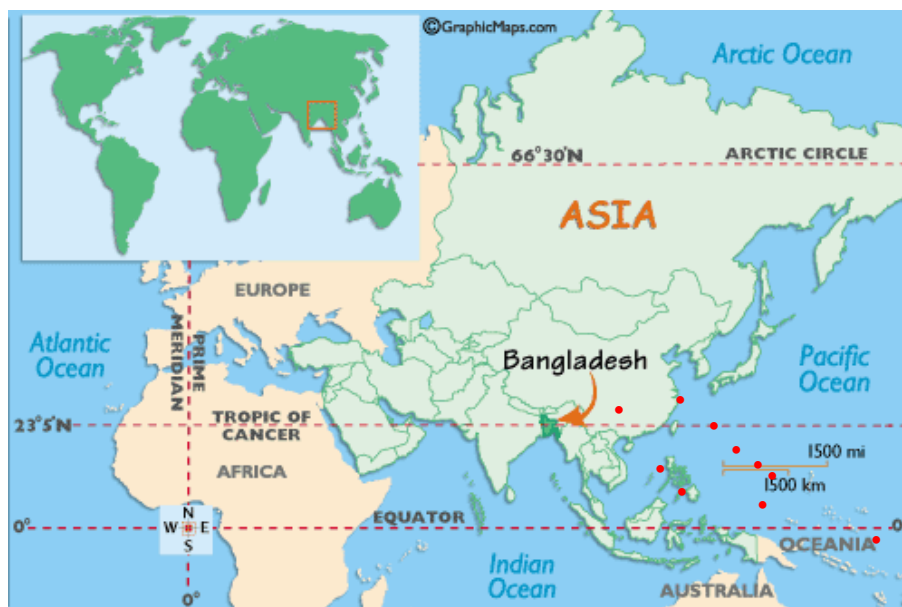 ©GraphicMaps.com
Arctic Ocean
66°30'N
ARCTIC CIRCLE
ASIA
EUROPE
Atlantic
Ocean
PRIME
MERIDIAN
Bangladesh
Pacific
Ocean
23°5'N
TROPIC OF
CANCER
AFRICA
1500 mi
1500 km
N
W E
S
0°
EQUATOR
0
OCEANIA
Indian
Ocean
AUSTRALIA
0°